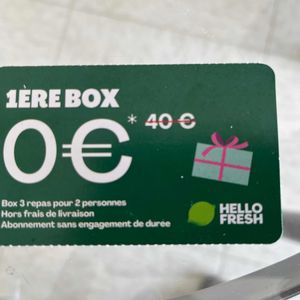 1ERE BOX
0€* 40 €
Box 3 repas pour 2 personnes
Hors frais de livraison
Abonnement sans engagement de durée
HELLO
FRESH